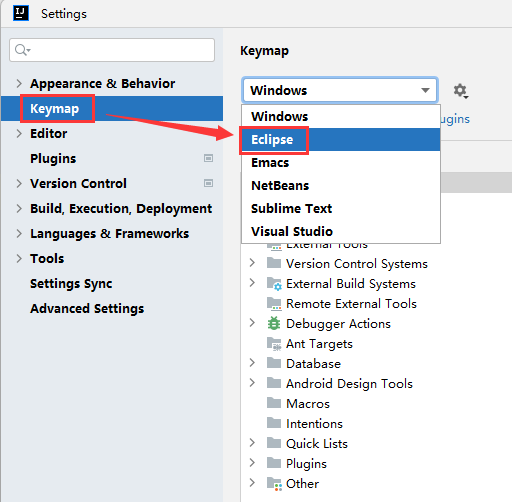 IJ
Settings
Keymap
Appearance & Behavior
Keymap
Editor
Plugins
Version Control
Build, Execution, Deployment
Languages & Frameworks
Tools
Settings Sync
Advanced Settings
Windows
Windows
Eclipse
Emacs
NetBeans
Sublime Text
Visual Studio
External Tools
Version Control Systems
External Build Systems
Remote External Tools
Debugger Actions
Ant Targets
Database
Android Design Tools
Macros
Intentions
Quick Lists
Plugins
Other